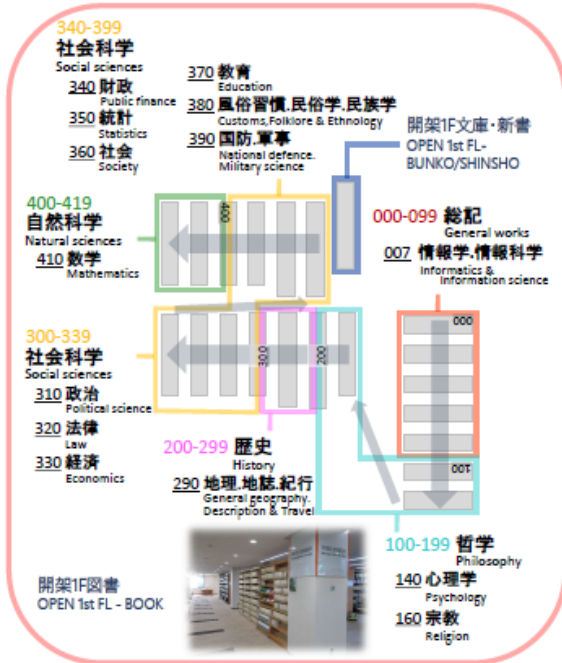 340-399
社会科学
Social sciences
340 財政
Public finance
350 統計
Statistics
360 社会
Society
370 教育
Education
380 風俗習慣.民俗学.民族学
Customs,Folklore & Ethnology
390 国防.軍事
National defence.
Military science
開架1F文庫・新書
OPEN 1st FL-
BUNKO/SHINSHO
400-419
自然科学
Natural sciences
410 数学
Mathematics
400
000-099 総記
General works
007 情報学.情報科学
Informatics &
Information science
000
300-339
社会科学
Social sciences
310 政治
Political science
320 法律
Law
330 経済
Economics
30.0
200
100
200-299 歴史
History
290 地理.地誌.紀行
General geography.
Description & Travel
100-199 哲学
Philosophy
140 心理学
Psychology
160 宗教
Religion
開架1F図書
OPEN 1st FL - BOOK